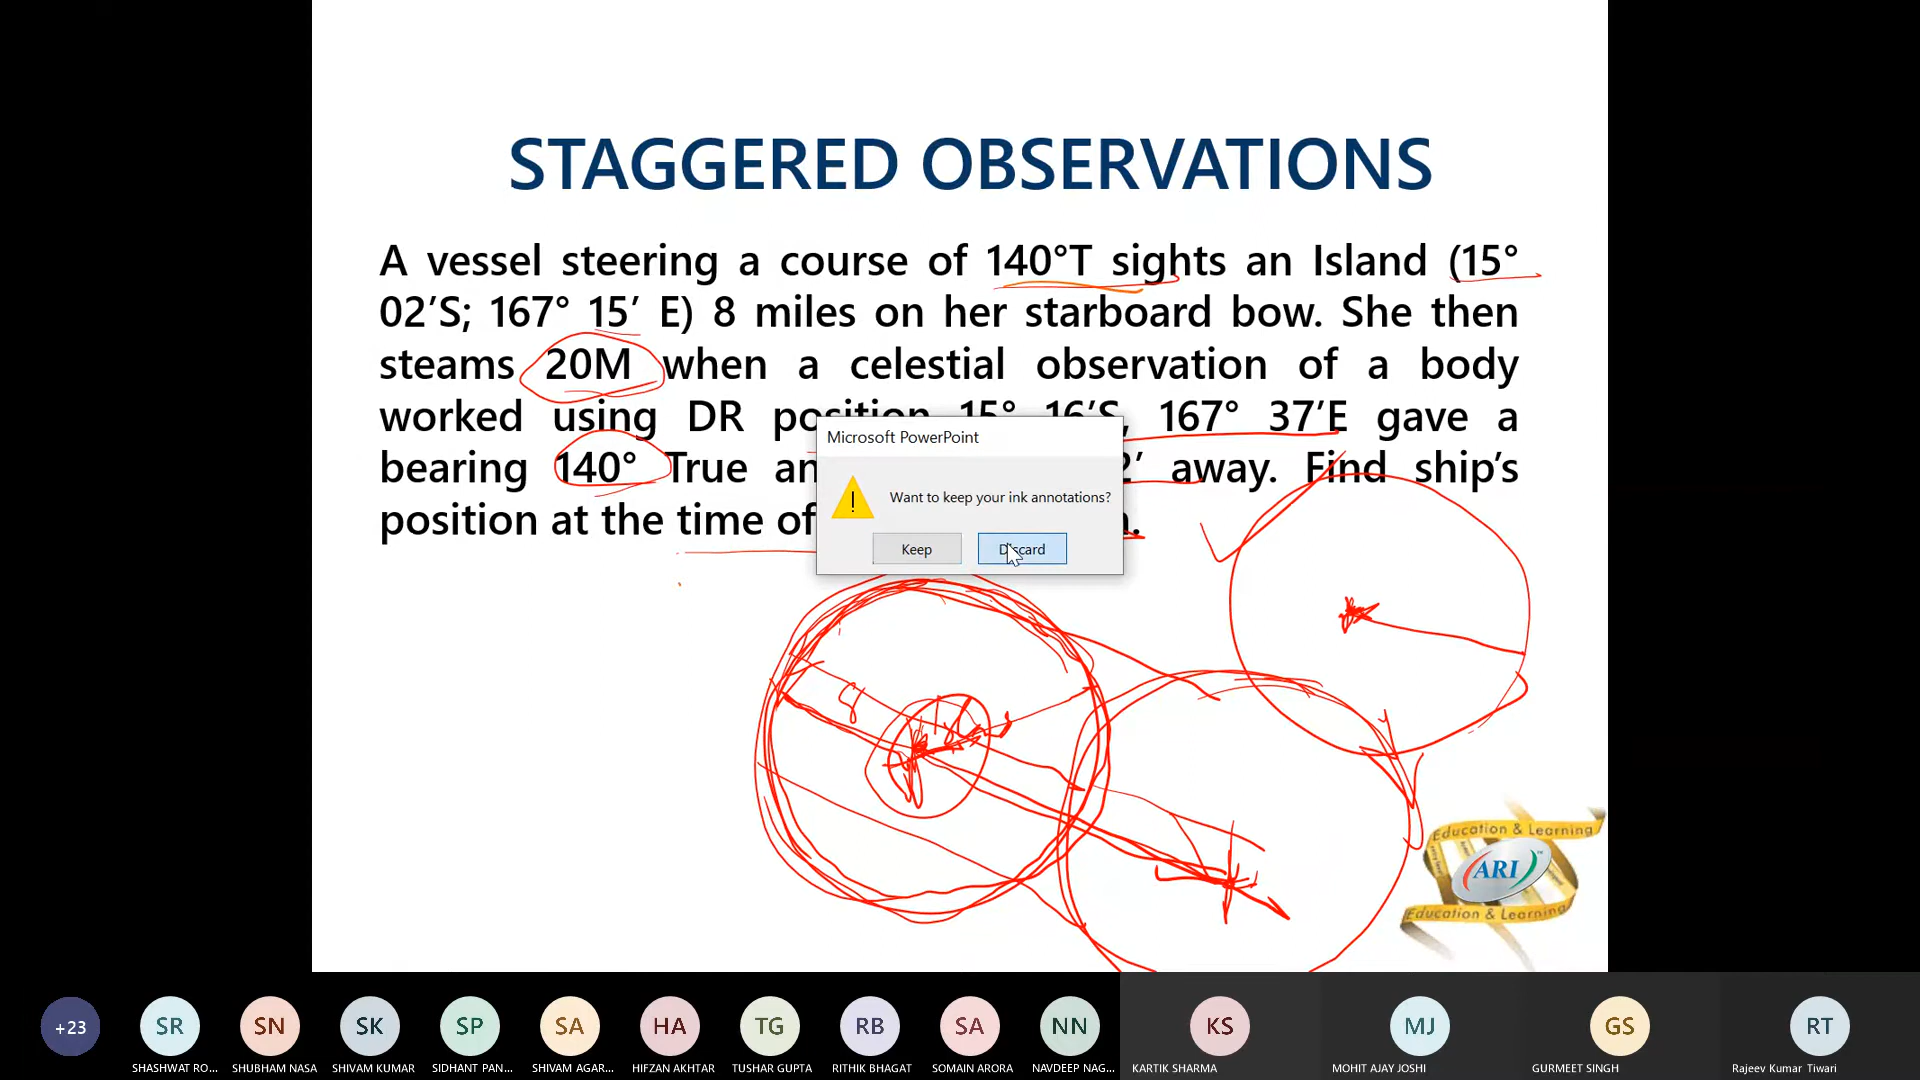 STAGGERED OBSERVATIONS
A vessel steering a course of 140°T sights an Island (15°
02’S; 167° 15’ E) 8 miles on her starboard bow. She then
steams 20M when a celestial observation of a body
worked using DR position 15° 16’S, 167° 37’E gave a
bearing 140° True an 2’ away. Find ship’s
position at the time of n.
Microsoft PowerPoint
Want to keep your ink annotations?
Keep
Discard
8
Education & Learning
ARI
Education & Learning
+23
SR
SN
SK
SP
SA
HA
TG
RB
SA
NN
KS
MJ
GS
RT
SHASHWAT RO...
SHUBHAM NASA
SHIVAM KUMAR
SIDHANT PAN...
SHIVAM AGAR...
HIFZAN AKHTAR
TUSHAR GUPTA
RITHIK BHAGAT
SOMAIN ARORA
NAVDEEP NAG...
KARTIK SHARMA
MOHIT AJAY JOSHI
GURMEET SINGH
Rajeev Kumar Tiwari